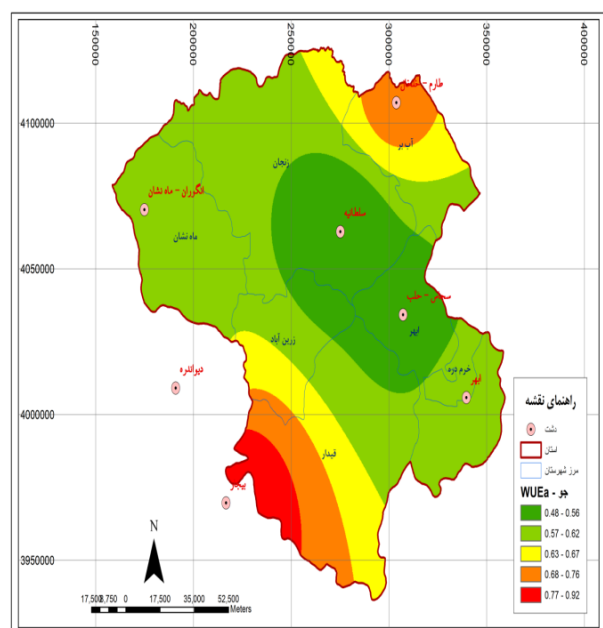 150000
200000
250000
300000
350000
400000
4100000
4050000
4000000
3950000
طارم - خلخال
آب بر
زنجان
انگوران - ماه نشان
ماه نشان
سلطانیه
سجاس - حلب
ابهر
زرین آباد
خرم دره
ابهر
دیواندره
قیدار
بیجار
راهنمای نقشه
دشت
استان
مرز شهرستان
WUEa - جو
0.48 - 0.56
0.57 - 0.62
0.63 - 0.67
0.68 - 0.76
0.77 - 0.92
N
17,500 8,750 0 17,500 35,000 52,500
Meters